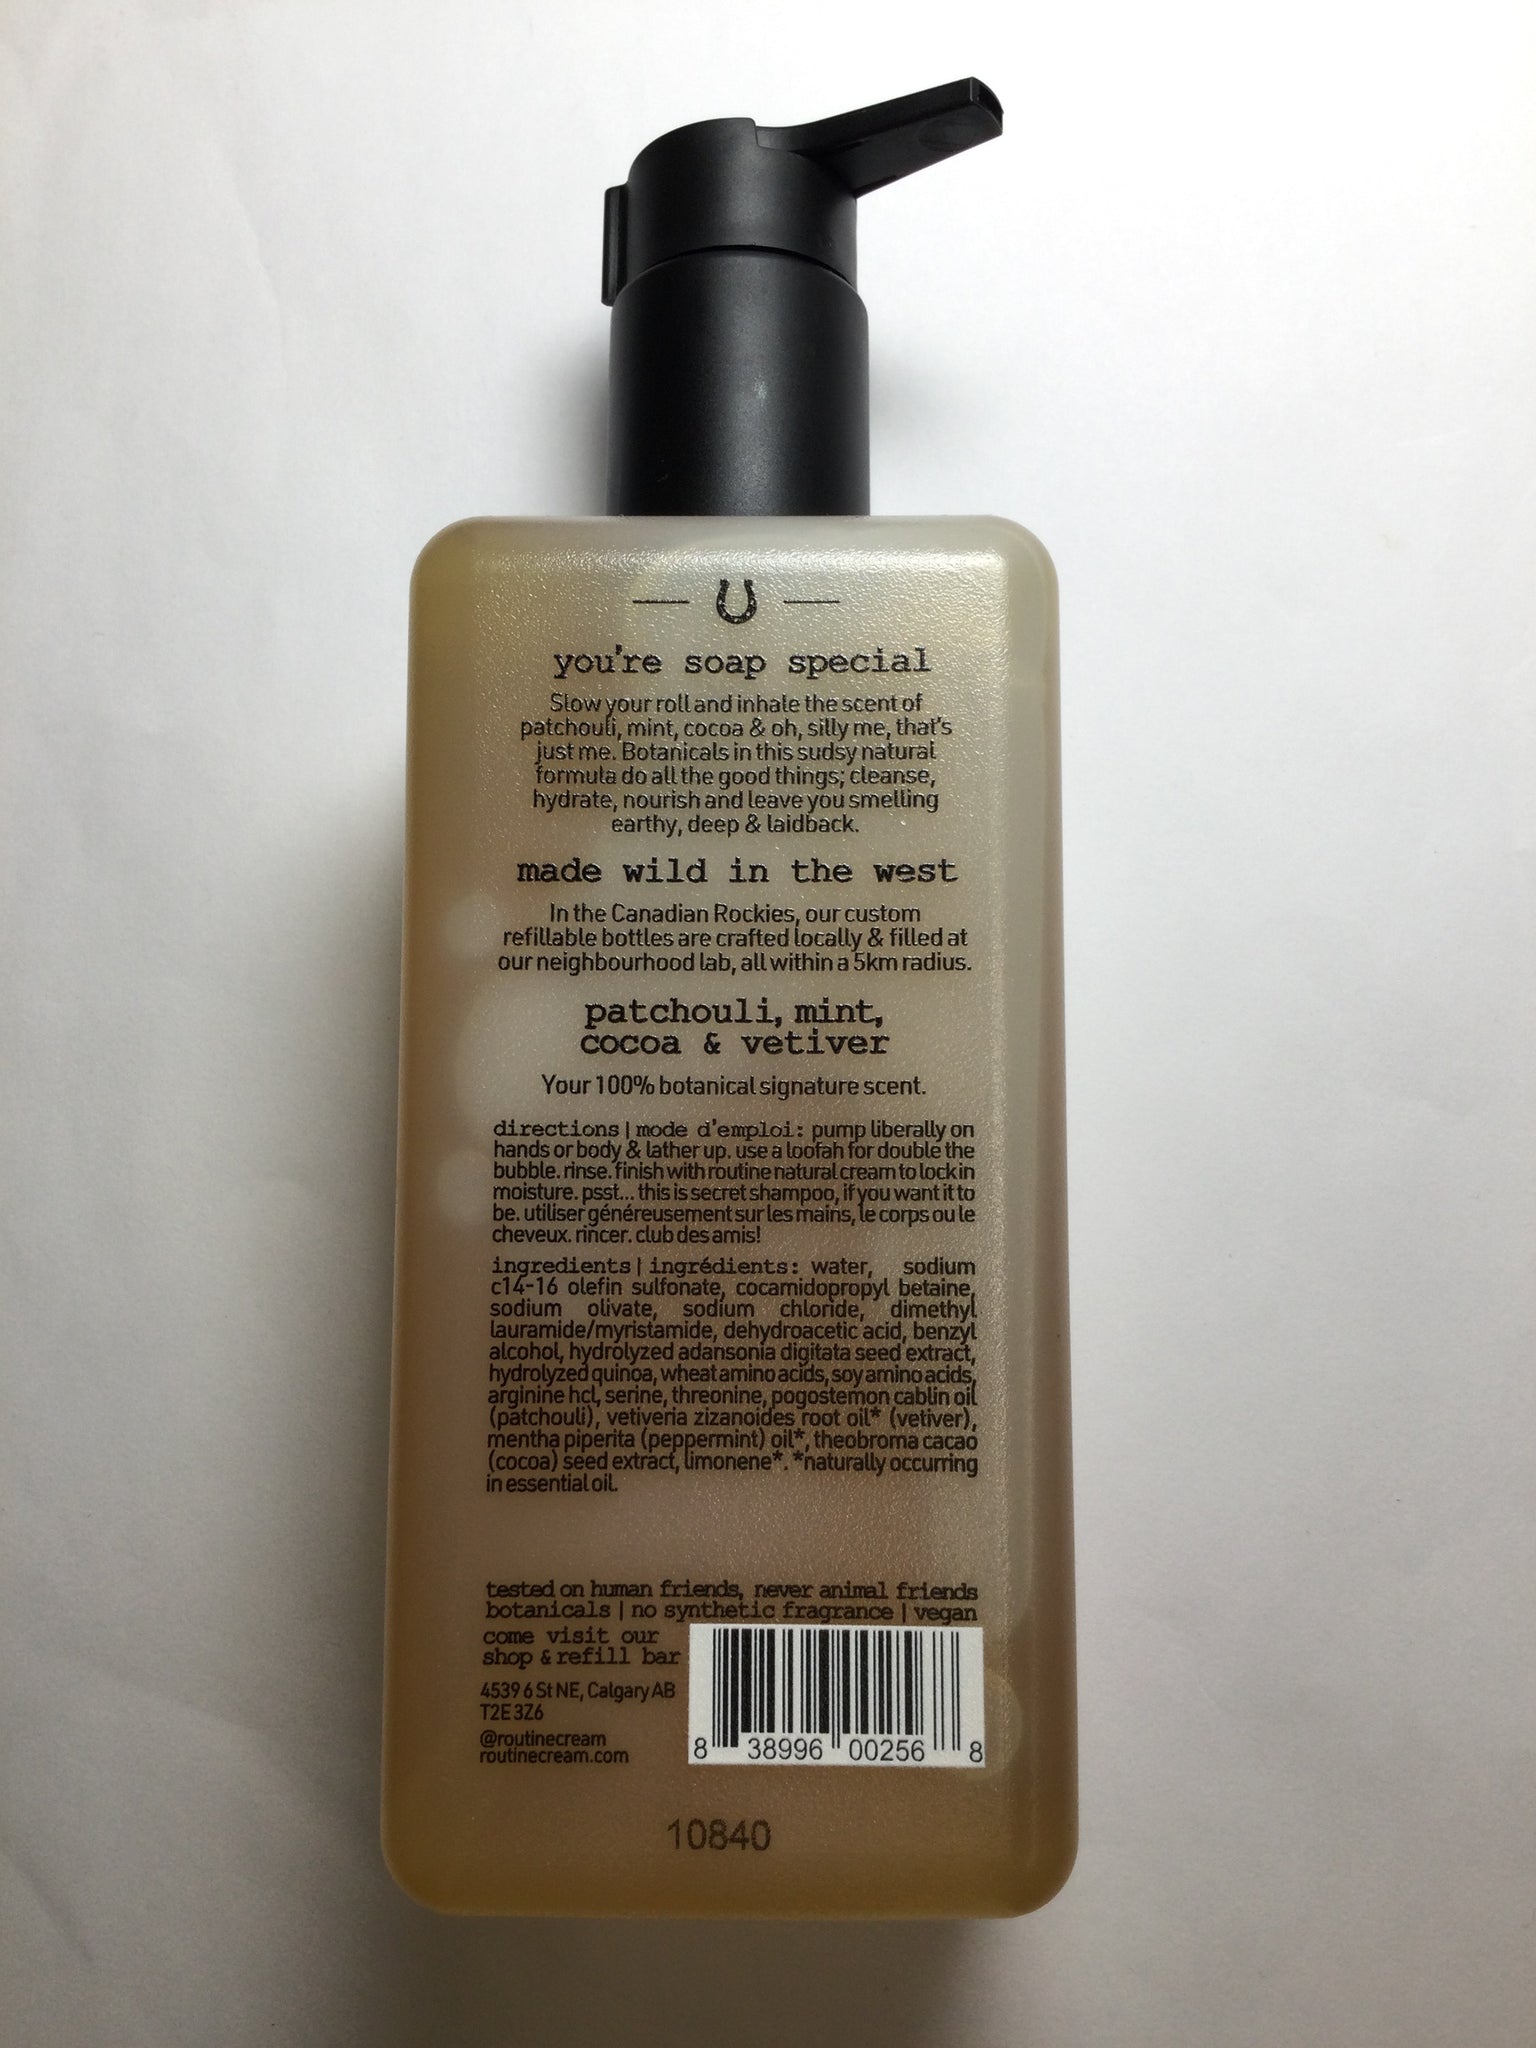 you're soap special
Slow your roll and inhale the scent of
patchouli, mint, cocoa & oh, silly me, that's
just me. Botanicals in this sudsy natural
formula do all the good things; cleanse,
hydrate, nourish and leave you smelling
earthy, deep & laidback.
made wild in the west
In the Canadian Rockies, our custom
refillable bottles are crafted locally & filled at
our neighbourhood lab, all within a 5km radius.
patchouli, mint,
cocoa & vetiver
Your 100% botanical signature scent.
directions | mode d'emploi: pump liberally on
hands or body & lather up. use a loofah for double the
bubble. rinse. finish with routine natural cream to lock in
moisture. psst... this is secret shampoo, if you want it to
be. utiliser généreusement sur les mains, le corps ou le
cheveux. rincer. club des amis!
ingredients | ingrédients: water, sodium
c14-16 olefin sulfonate, cocamidopropyl betaine,
sodium olivate, sodium chloride, dimethyl
lauramide/myristamide, dehydroacetic acid, benzyl
alcohol, hydrolyzed adansonia digitata seed extract,
hydrolyzed quinoa, wheat amino acids, soy amino acids,
arginine hcl, serine, threonine, pogostemon cablin oil
(patchouli), vetiveria zizanoides root oil* (vetiver),
mentha piperita (peppermint) oil*, theobroma cacao
(cocoa) seed extract, limonene*. *naturally occurring
in essential oil.
tested on human friends, never animal friends
botanicals | no synthetic fragrance | vegan
come visit our
shop & refill bar
4539 6 St NE, Calgary AB
T2E 3Z6
@routinecream
routinecream.com
8 38996 00256 8
10840